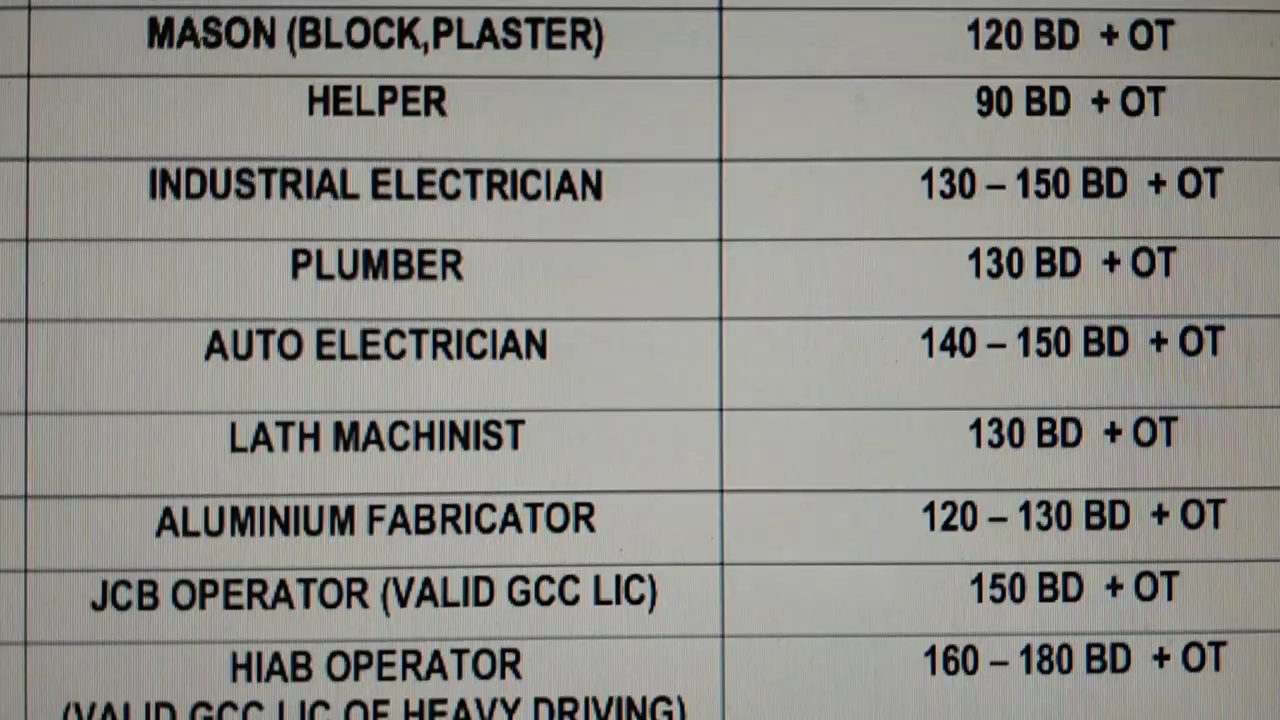 MASON (BLOCK,PLASTER) 120 BD + OT
HELPER 90 BD + OT
INDUSTRIAL ELECTRICIAN 130 – 150 BD + OT
PLUMBER 130 BD + OT
AUTO ELECTRICIAN 140 – 150 BD + OT
LATH MACHINIST 130 BD + OT
ALUMINIUM FABRICATOR 120 – 130 BD + OT
JCB OPERATOR (VALID GCC LIC) 150 BD + OT
HIAB OPERATOR 160 – 180 BD + OT
(VALID GCC LIC OF HEAVY DRIVING)